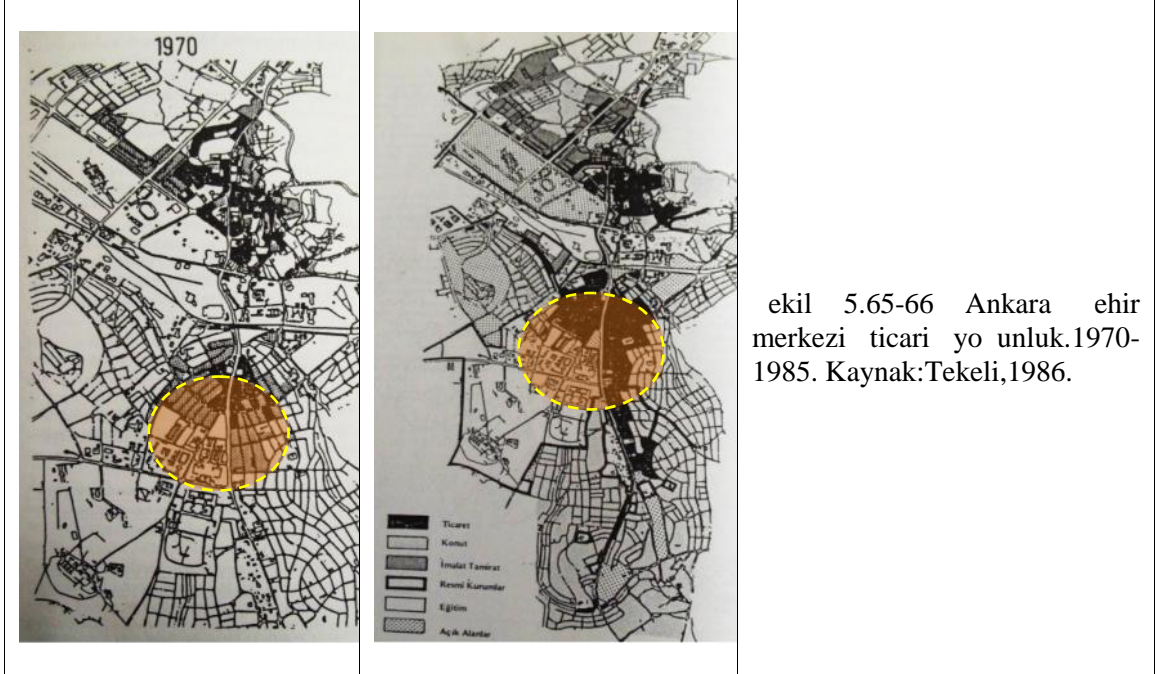 1970
Ticaret
Konut
İmalat Tamirat
Resmi Kurumlar
Eğitim
Açık Alanlar
ekil 5.65-66 Ankara ehir
merkezi ticari yo unluk.1970-
1985. Kaynak:Tekeli,1986.